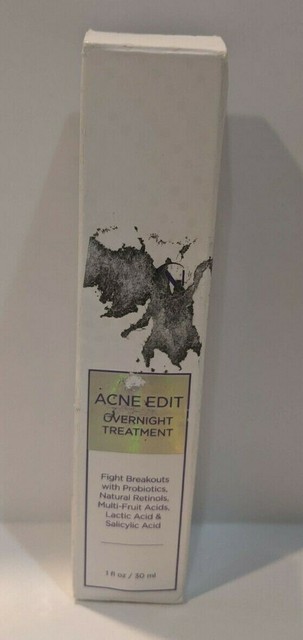 ACNE EDIT
OVERNIGHT
TREATMENT
Fight Breakouts
with Probiotics,
Natural Retinols,
Multi-Fruit Acids,
Lactic Acid &
Salicylic Acid
1 fl oz / 30 ml